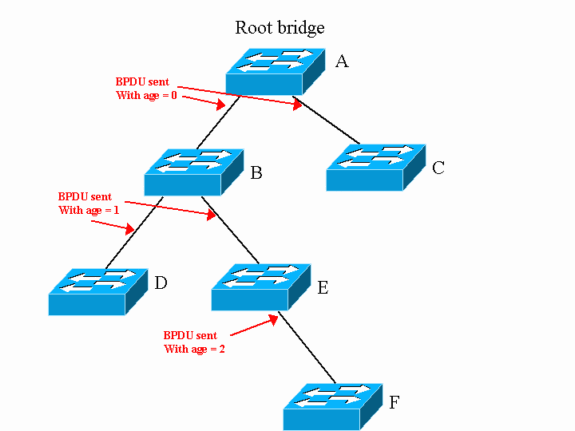 Root bridge
A
BPDU sent
With age = 0
B
C
BPDU sent
With age = 1
D
E
BPDU sent
With age = 2
F